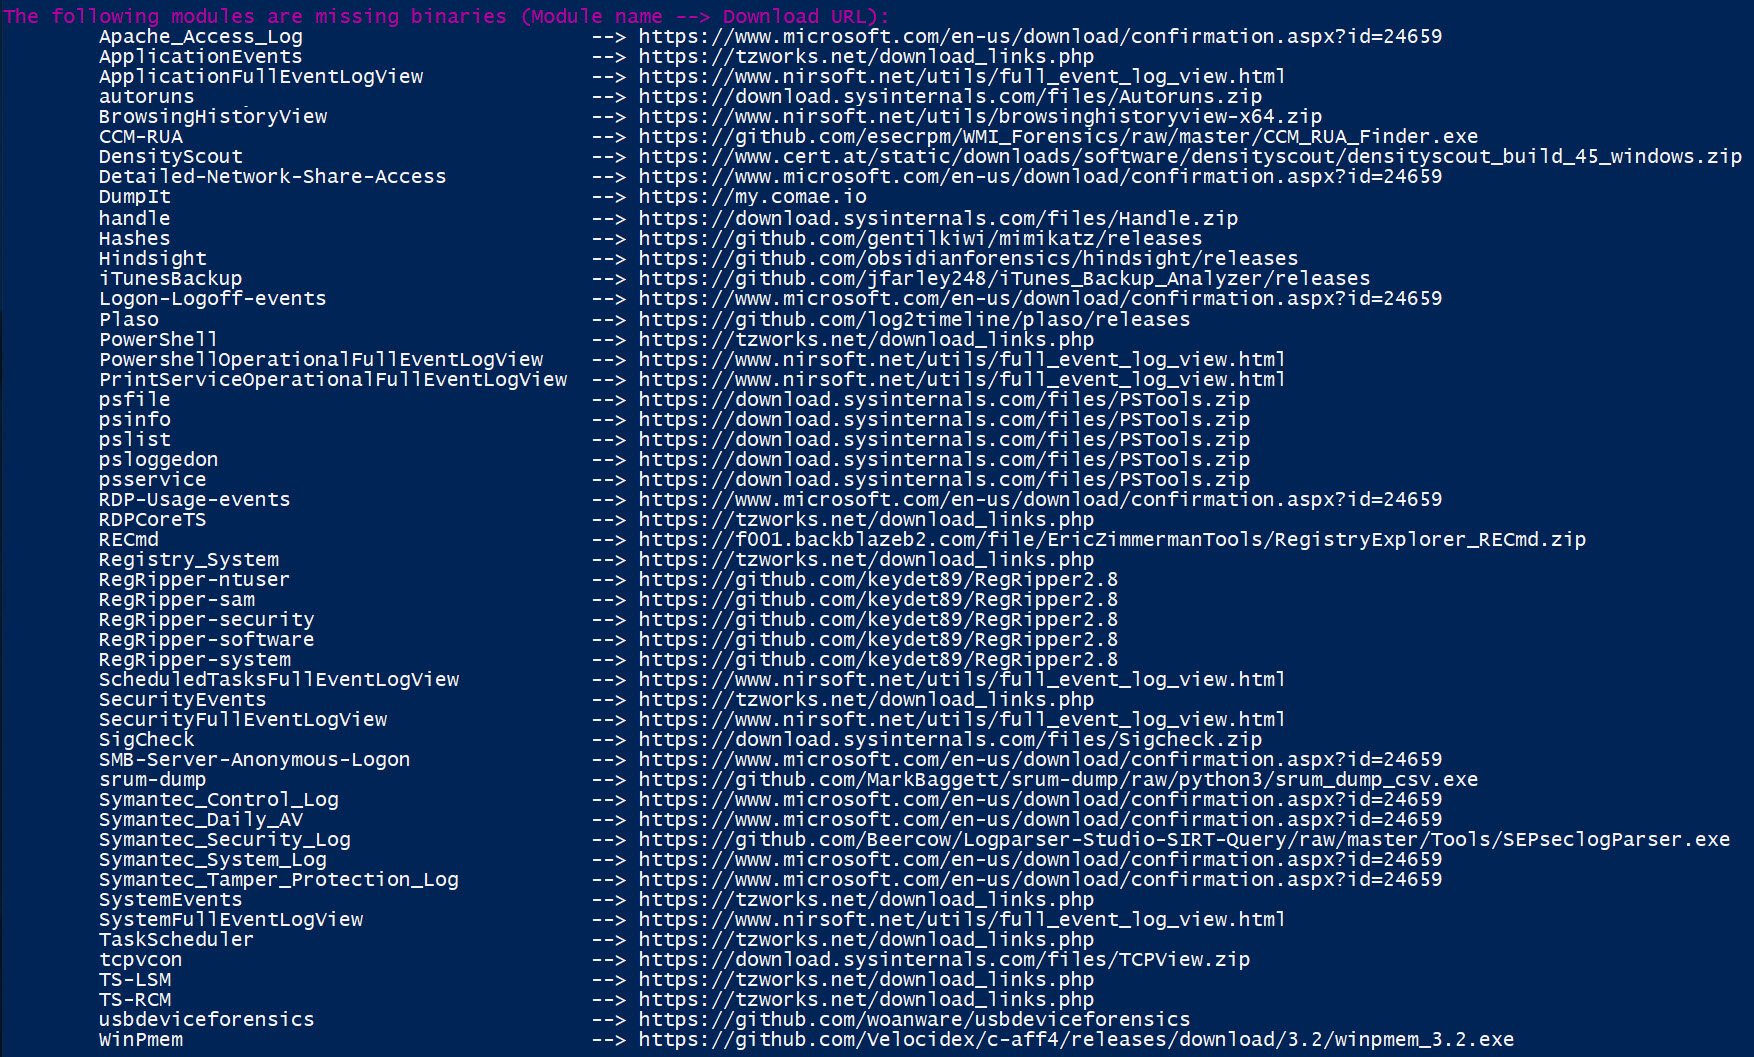 The following modules are missing binaries (Module name --> Download URL):
Apache_Access_Log --> https://www.microsoft.com/en-us/download/confirmation.aspx?id=24659
ApplicationEvents --> https://tzworks.net/download_links.php
ApplicationFullEventLogView --> https://www.nirsoft.net/utils/full_event_log_view.html
autoruns --> https://download.sysinternals.com/files/Autoruns.zip
BrowsingHistoryView --> https://www.nirsoft.net/utils/browsinghistoryview-x64.zip
CCM-RUA --> https://github.com/esecrpm/WMI_Forensics/raw/master/CCM_RUA_Finder.exe
DensityScout --> https://www.cert.at/static/downloads/software/densityscout/densityscout_build_45_windows.zip
Detailed-Network-Share-Access --> https://www.microsoft.com/en-us/download/confirmation.aspx?id=24659
DumpIt --> https://my.comae.io
handle --> https://download.sysinternals.com/files/Handle.zip
Hashes --> https://github.com/gentilkiwi/mimikatz/releases
Hindsight --> https://github.com/obsidianforensics/hindsight/releases
iTunesBackup --> https://github.com/jfarley248/iTunes_Backup_Analyzer/releases
Logon-Logoff-events --> https://www.microsoft.com/en-us/download/confirmation.aspx?id=24659
Plaso --> https://github.com/log2timeline/plaso/releases
PowerShell --> https://tzworks.net/download_links.php
PowershellOperationalFullEventLogView --> https://www.nirsoft.net/utils/full_event_log_view.html
PrintServiceOperationalFullEventLogView --> https://www.nirsoft.net/utils/full_event_log_view.html
psfile --> https://download.sysinternals.com/files/PSTools.zip
psinfo --> https://download.sysinternals.com/files/PSTools.zip
pslist --> https://download.sysinternals.com/files/PSTools.zip
psloggedon --> https://download.sysinternals.com/files/PSTools.zip
psservice --> https://download.sysinternals.com/files/PSTools.zip
RDP-Usage-events --> https://www.microsoft.com/en-us/download/confirmation.aspx?id=24659
RDPCoreTS --> https://tzworks.net/download_links.php
RECmd --> https://f001.backblazeb2.com/file/EricZimmermanTools/RegistryExplorer_RECmd.zip
Registry_System --> https://tzworks.net/download_links.php
RegRipper-ntuser --> https://github.com/keydet89/RegRipper2.8
RegRipper-sam --> https://github.com/keydet89/RegRipper2.8
RegRipper-security --> https://github.com/keydet89/RegRipper2.8
RegRipper-software --> https://github.com/keydet89/RegRipper2.8
RegRipper-system --> https://github.com/keydet89/RegRipper2.8
ScheduledTasksFullEventLogView --> https://www.nirsoft.net/utils/full_event_log_view.html
SecurityEvents --> https://tzworks.net/download_links.php
SecurityFullEventLogView --> https://www.nirsoft.net/utils/full_event_log_view.html
SigCheck --> https://download.sysinternals.com/files/Sigcheck.zip
SMB-Server-Anonymous-Logon --> https://www.microsoft.com/en-us/download/confirmation.aspx?id=24659
srum-dump --> https://github.com/MarkBaggett/srum-dump/raw/python3/srum_dump_csv.exe
Symantec_Control_Log --> https://www.microsoft.com/en-us/download/confirmation.aspx?id=24659
Symantec_Daily_AV --> https://www.microsoft.com/en-us/download/confirmation.aspx?id=24659
Symantec_Security_Log --> https://github.com/Beercow/Logparser-Studio-SIRT-Query/raw/master/Tools/SEPseclogParser.exe
Symantec_System_Log --> https://www.microsoft.com/en-us/download/confirmation.aspx?id=24659
Symantec_Tamper_Protection_Log --> https://www.microsoft.com/en-us/download/confirmation.aspx?id=24659
SystemEvents --> https://tzworks.net/download_links.php
SystemFullEventLogView --> https://www.nirsoft.net/utils/full_event_log_view.html
TaskScheduler --> https://tzworks.net/download_links.php
tcpvcon --> https://download.sysinternals.com/files/TCPView.zip
TS-LSM --> https://tzworks.net/download_links.php
TS-RCM --> https://tzworks.net/download_links.php
usbdeviceforensics --> https://github.com/woanware/usbdeviceforensics
WinPmem --> https://github.com/Velocidex/c-aff4/releases/download/3.2/winpmem_3.2.exe